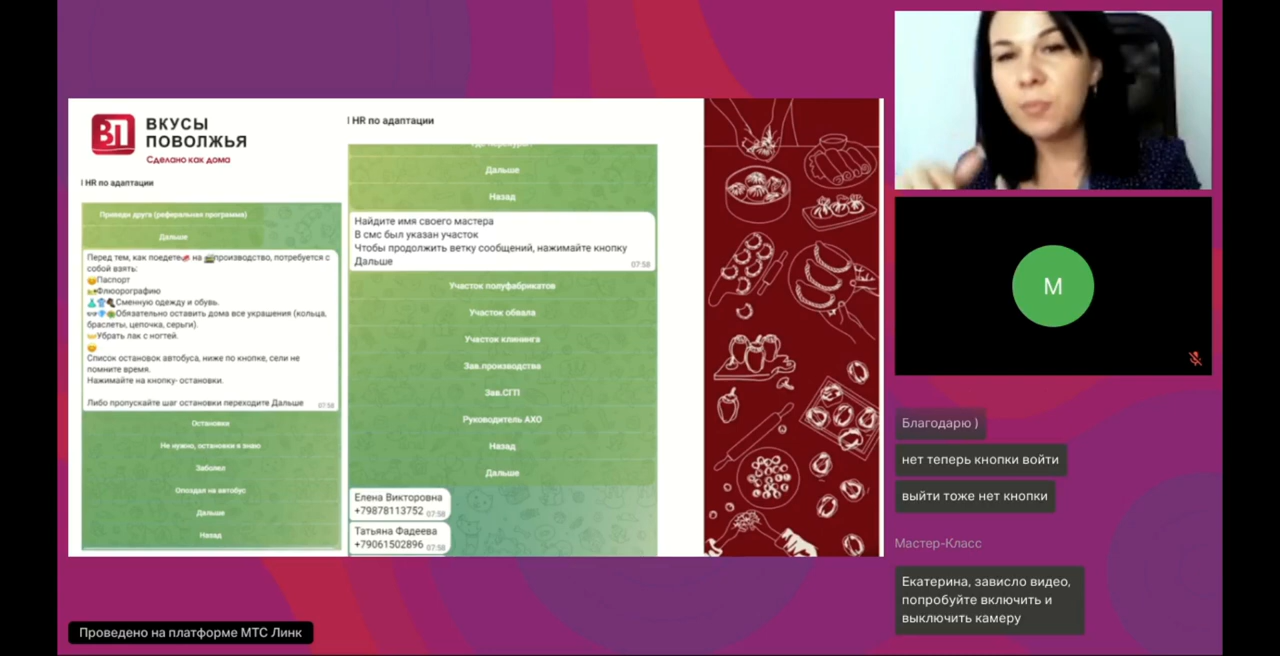 ВП
ВКУСЫ
ПОВОЛЖЬЯ
Сделано как дома
HR по адаптации
Приведи друга (реферальная программа)
Дальше
Перед тем, как поедете на производство, потребуется с
собой взять:
Паспорт
Флюорографию
Сменную одежду и обувь.
Обязательно оставить дома все украшения (кольца,
браслеты, цепочка, серьги).
Убрать лак с ногтей.
Список остановок автобуса, ниже по кнопке, сели не
помните время.
Нажимайте на кнопку- остановки.
Либо пропускайте шаг остановки переходите Дальше 07:58
Остановки
Не нужно, остановки я знаю
Заболел
Опоздал на автобус
Дальше
Назад
HR по адаптации
Дальше
Назад
Найдите имя своего мастера
В смс был указан участок
Чтобы продолжить ветку сообщений, нажимайте кнопку
Дальше 07:58
Участок полуфабрикатов
Участок обвала
Участок клининга
Зав.производства
Зав.СГП
Руководитель АХО
Назад
Дальше
Елена Викторовна
+79878113752 07:58
Татьяна Фадеева
+79061502896 07:58
М
Благодарю )
нет теперь кнопки войти
выйти тоже нет кнопки
Мастер-Класс
Екатерина, зависло видео,
попробуйте включить и
выключить камеру
Проведено на платформе МТС Линк